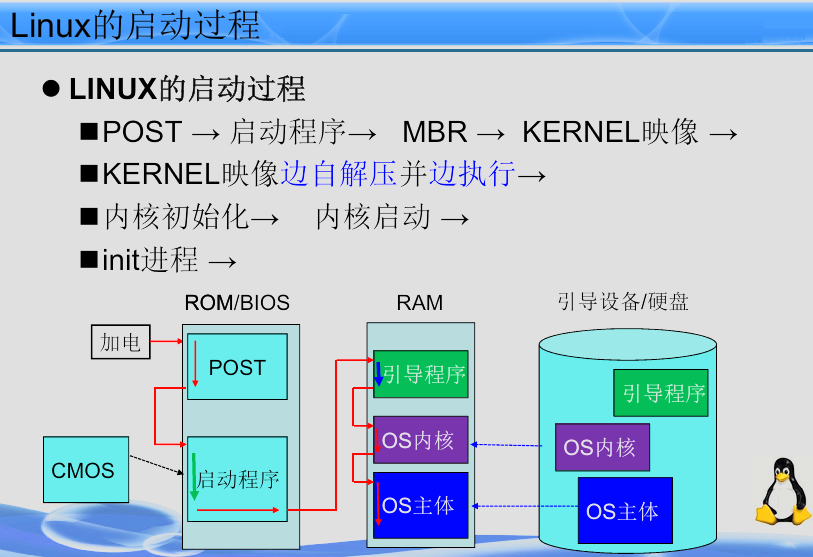 Linux的启动过程
● LINUX的启动过程
■POST → 启动程序→ MBR → KERNEL映像 →
■KERNEL映像边自解压并边执行→
■内核初始化→ 内核启动 →
■init进程 →
ROM/BIOS
RAM
引导设备/硬盘
加电
POST
引导程序
引导程序
OS内核
OS内核
CMOS
启动程序
OS主体
OS主体